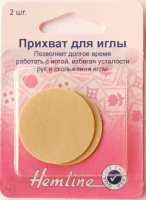 2 шт.
Прихват для иглы
Позволяет долгое время
работать с иглой, избегая усталости
рук и скольжения иглы
Hemline